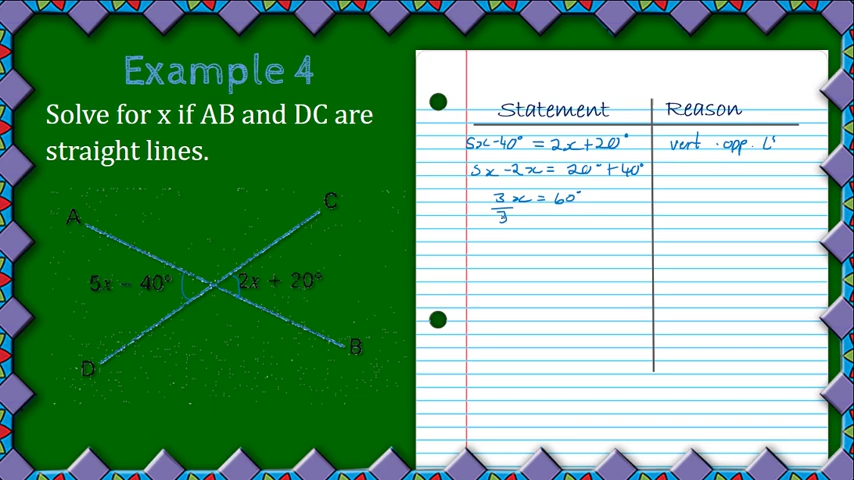 Example 4
Solve for x if AB and DC are
straight lines.
A
C
5x - 40°
2x + 20°
D
B
Statement Reason
5x-40° = 2x+20° vert. opp. ∠s
5x - 2x = 20° + 40°
3x = 60°
3